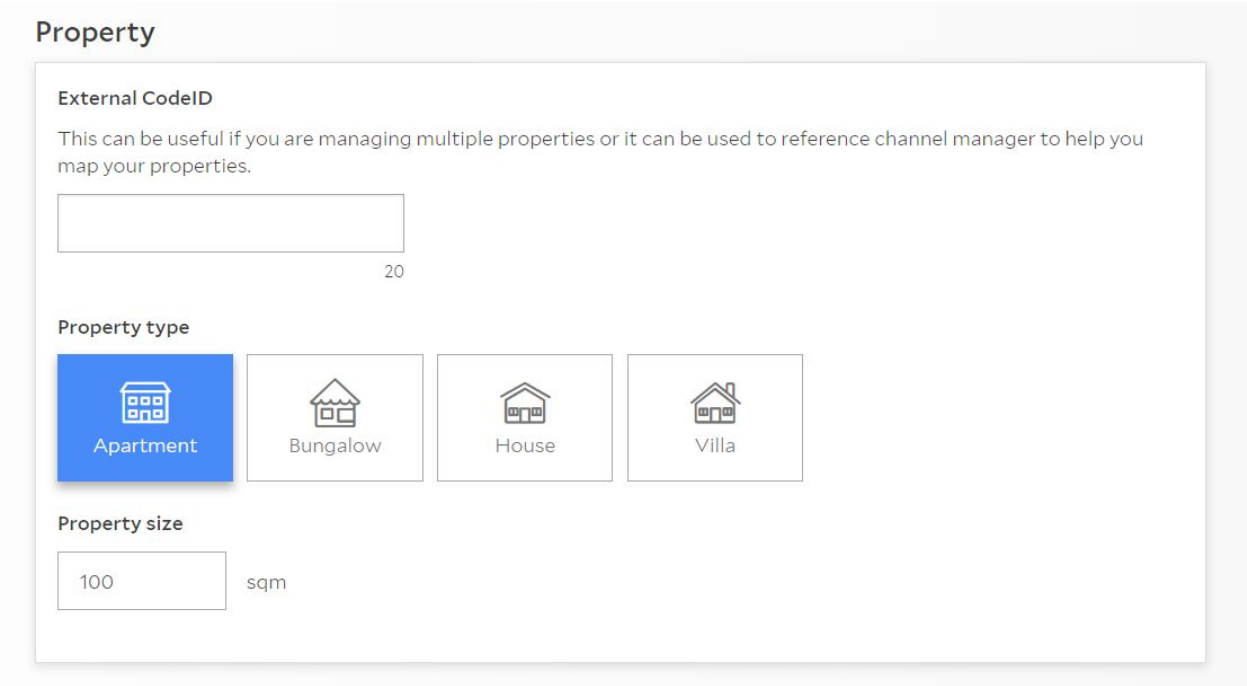 Property
External CodeID
This can be useful if you are managing multiple properties or it can be used to reference channel manager to help you
map your properties.
20
Property type
Apartment Bungalow House Villa
Property size
100 sqm